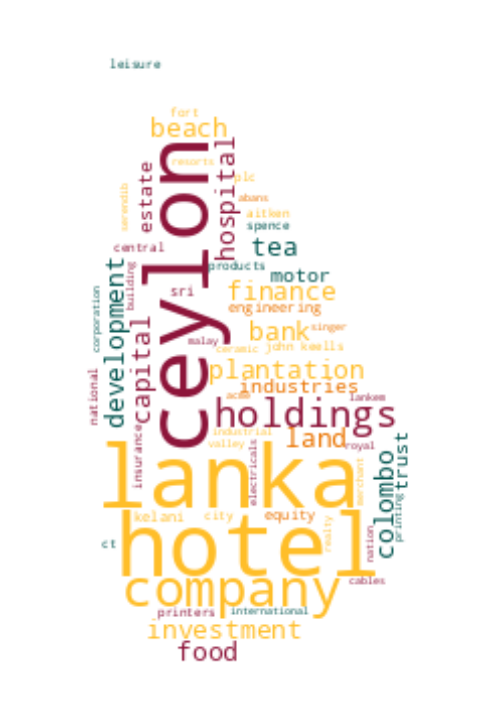 leisure
fort
beach
resorts
plc
serendib
estate
ceylon
hospital
abans
aitken
spence
central
tea
products
building
motor
corporation
development
sri
finance
engineering
capital
malay
bank
singer
ceramic
john keells
national
plantation
industries
acme
lankem
holdings
insurance
industrial
land
valley
royal
lanka
electricals
merchant
colombo
trust
printing
kelani
city
equity
realty
nation
hotel
ct
company
cables
printers
international
investment
food